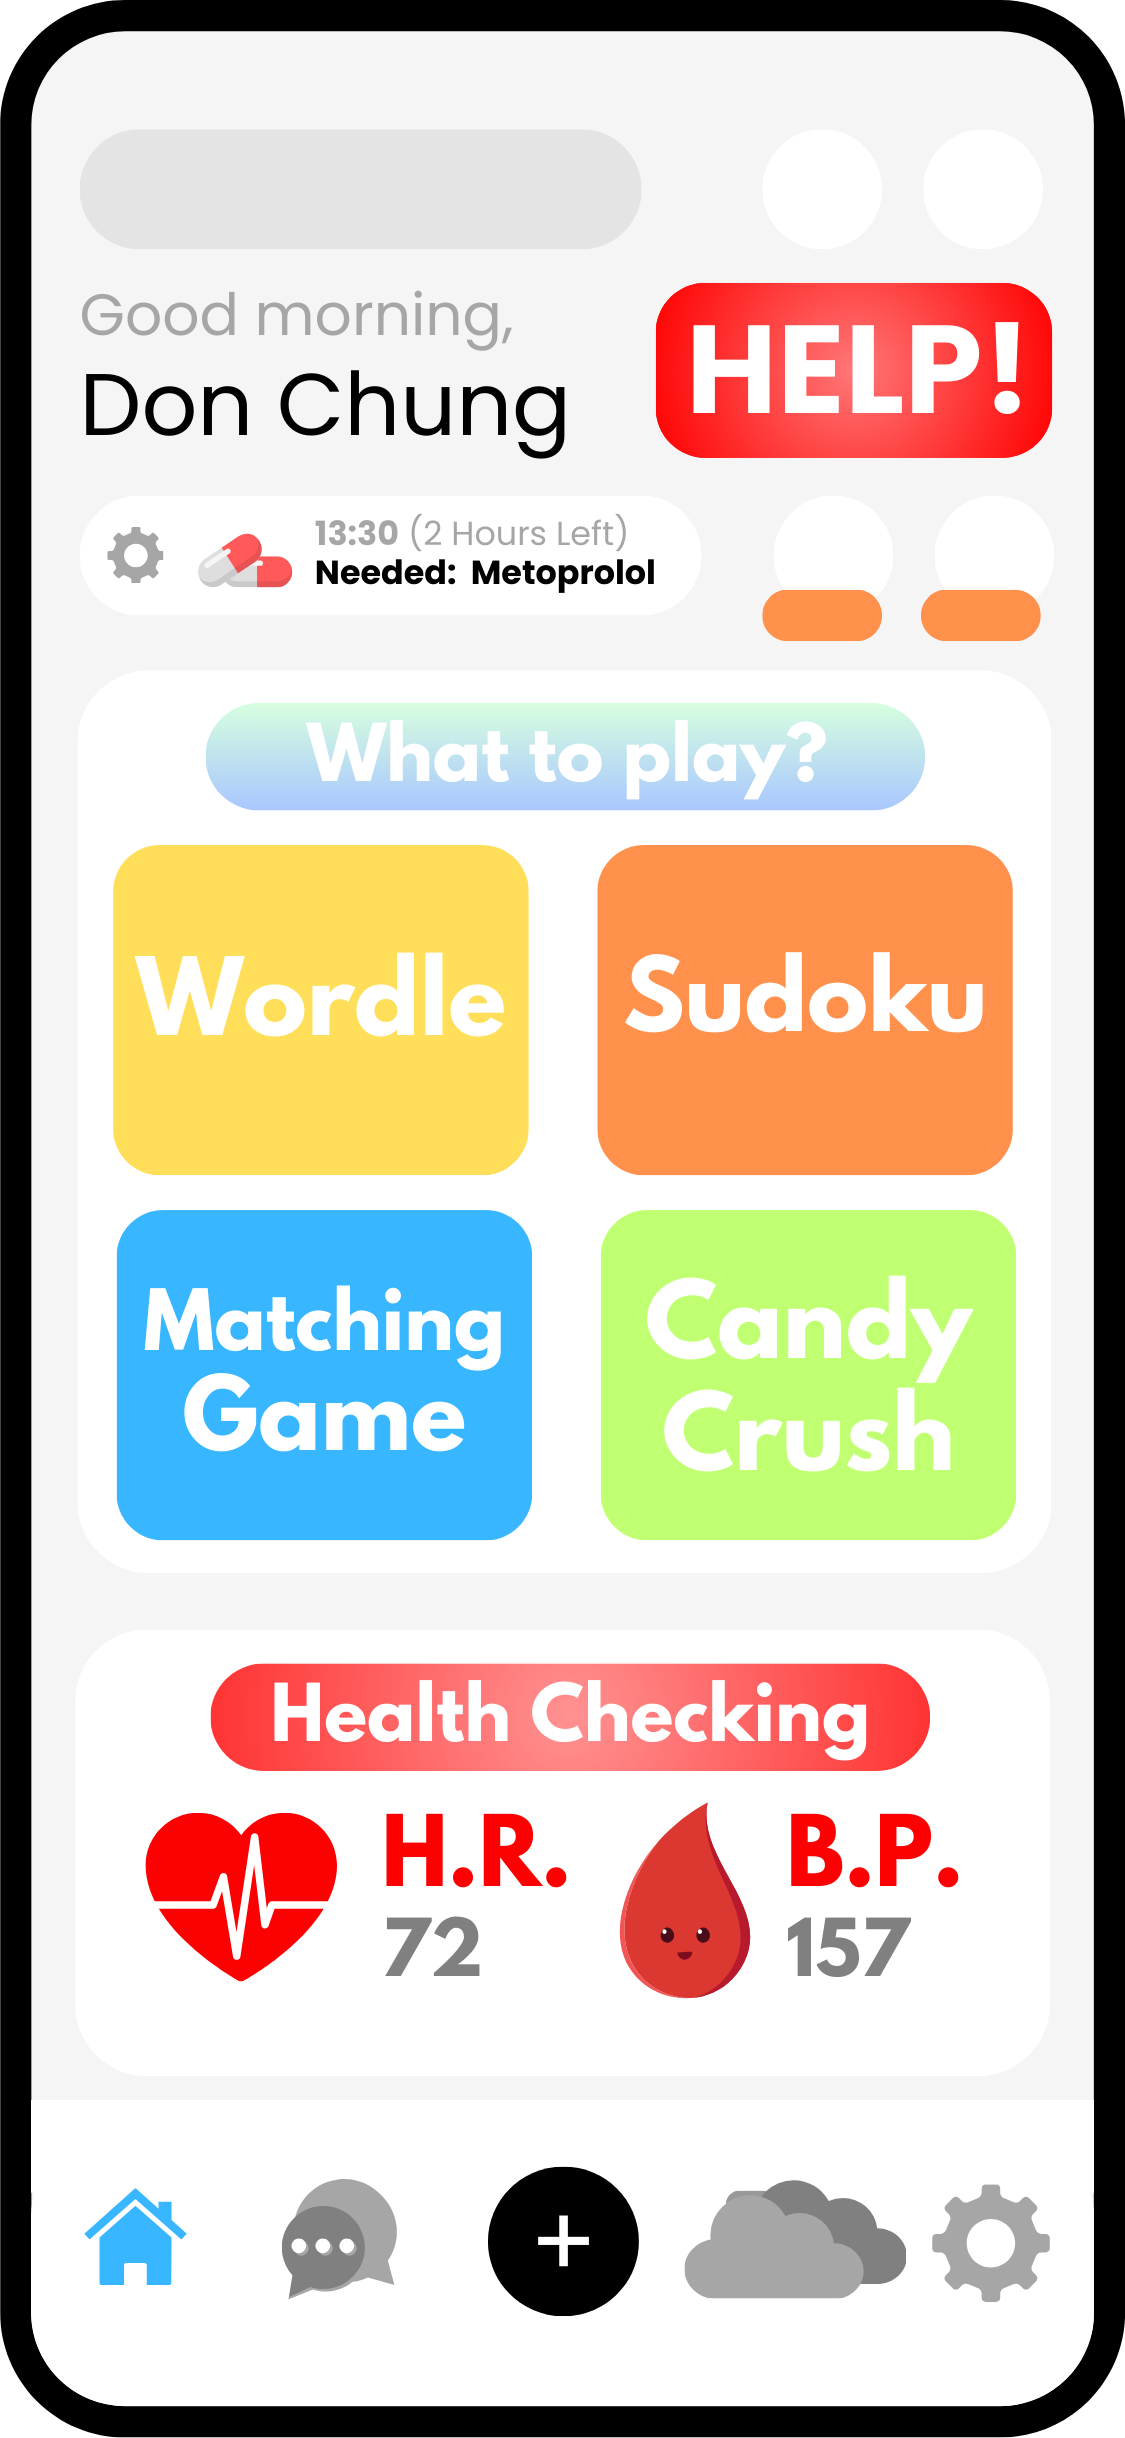 Good morning,
Don Chung
HELP!
13:30 (2 Hours Left)
Needed: Metoprolol
What to play?
Wordle
Sudoku
Matching
Game
Candy
Crush
Health Checking
H.R.
72
B.P.
157